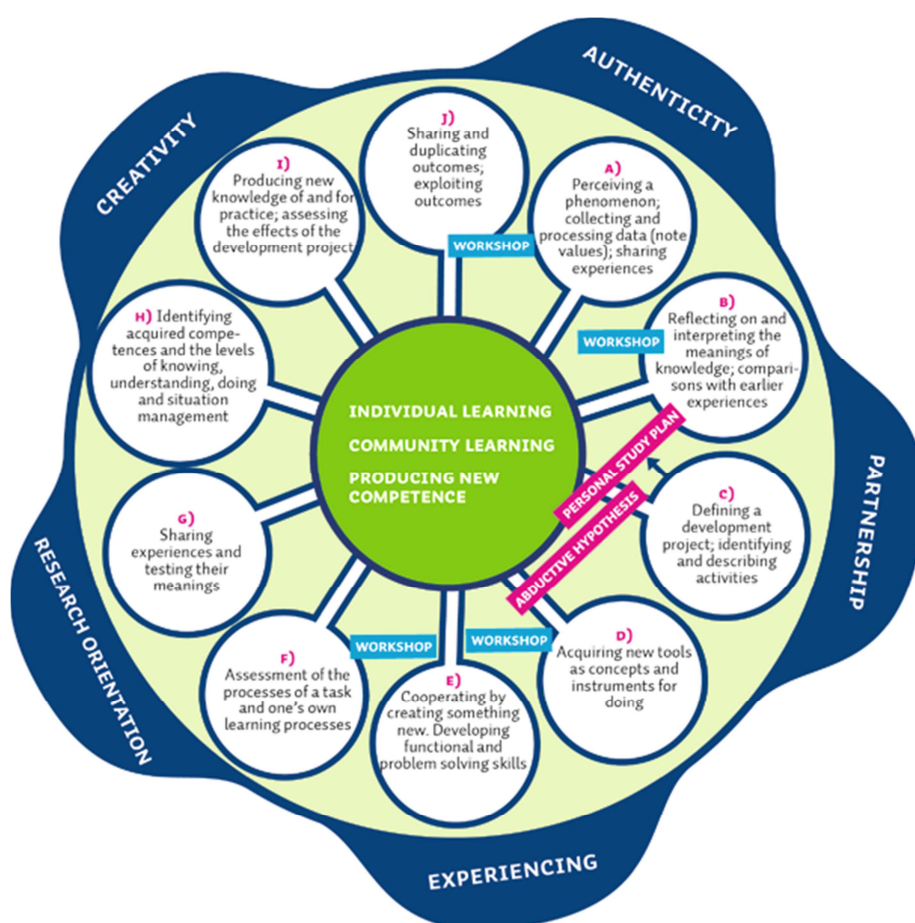 AUTHENTICITY
CREATIVITY
J)
Sharing and
duplicating
outcomes;
exploiting
outcomes
I)
Producing new
knowledge of and for
practice; assessing
the effects of the
development project
A)
Perceiving a
phenomenon;
collecting and
processing data (note
values); sharing
experiences
WORKSHOP
B)
Reflecting on and
interpreting the
meanings of
knowledge; compari-
sons with earlier
experiences
WORKSHOP
H) Identifying
acquired compe-
tences and the levels
of knowing,
understanding, doing
and situation
management
INDIVIDUAL LEARNING
COMMUNITY LEARNING
PRODUCING NEW
COMPETENCE
PERSONAL STUDY PLAN
ABDUCTIVE HYPOTHESIS
C)
Defining a
development
project; identifying
and describing
activities
PARTNERSHIP
G)
Sharing
experiences and
testing their
meanings
RESEARCH ORIENTATION
F)
Assessment of the
processes of a task
and one's own
learning processes
WORKSHOP
WORKSHOP
E)
Cooperating by
creating something
new. Developing
functional and
problem solving skills
D)
Acquiring new tools
as concepts and
instruments for
doing
EXPERIENCING